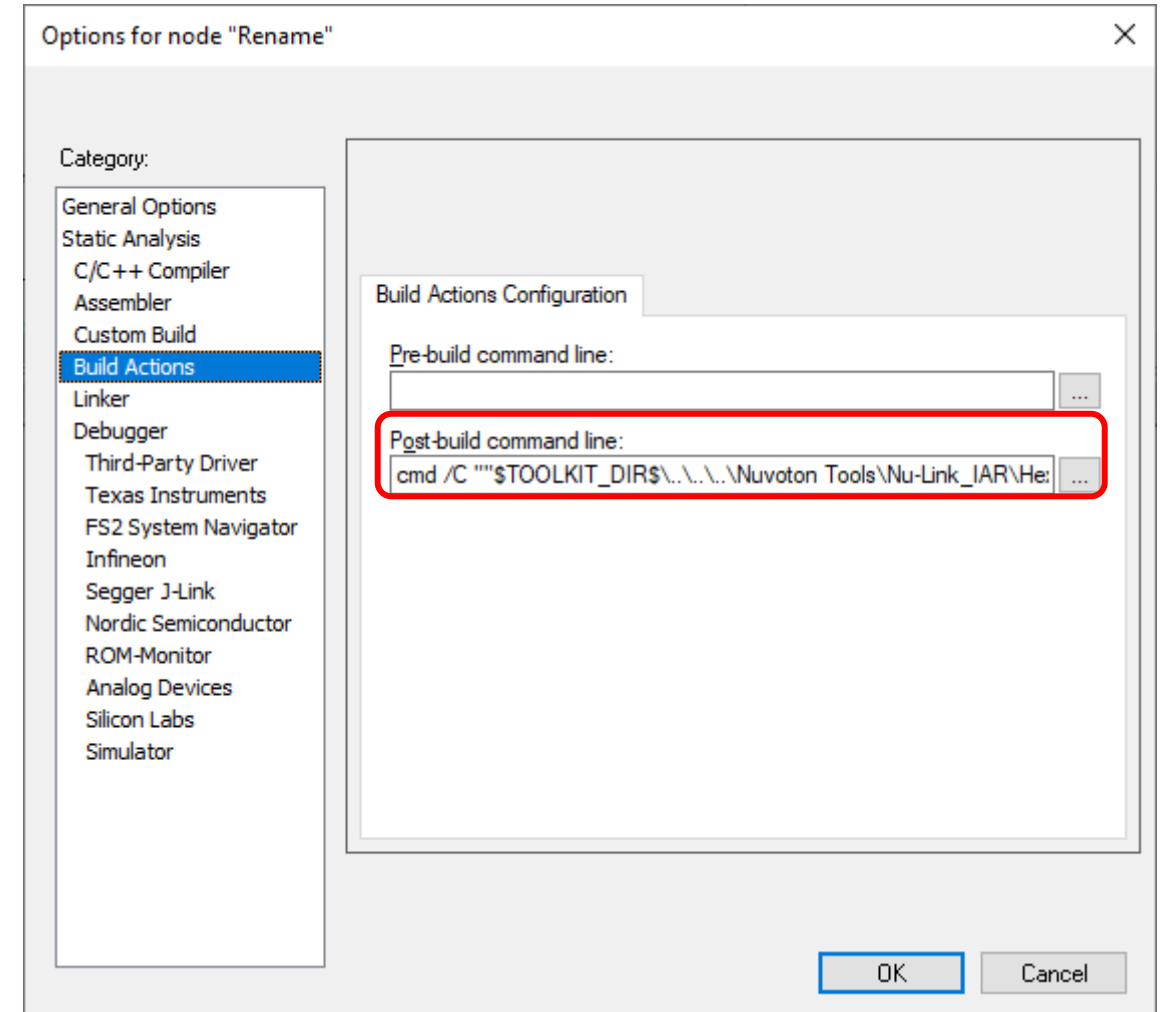 Options for node "Rename"
Category:
General Options
Static Analysis
C/C++ Compiler
Assembler
Custom Build
Build Actions
Linker
Debugger
Third-Party Driver
Texas Instruments
FS2 System Navigator
Infineon
Segger J-Link
Nordic Semiconductor
ROM-Monitor
Analog Devices
Silicon Labs
Simulator
Build Actions Configuration
Pre-build command line:
...
Post-build command line:
cmd /C ""$TOOLKIT_DIR$\..\..\..\Nuvoton Tools\Nu-Link_IAR\He
...
OK
Cancel